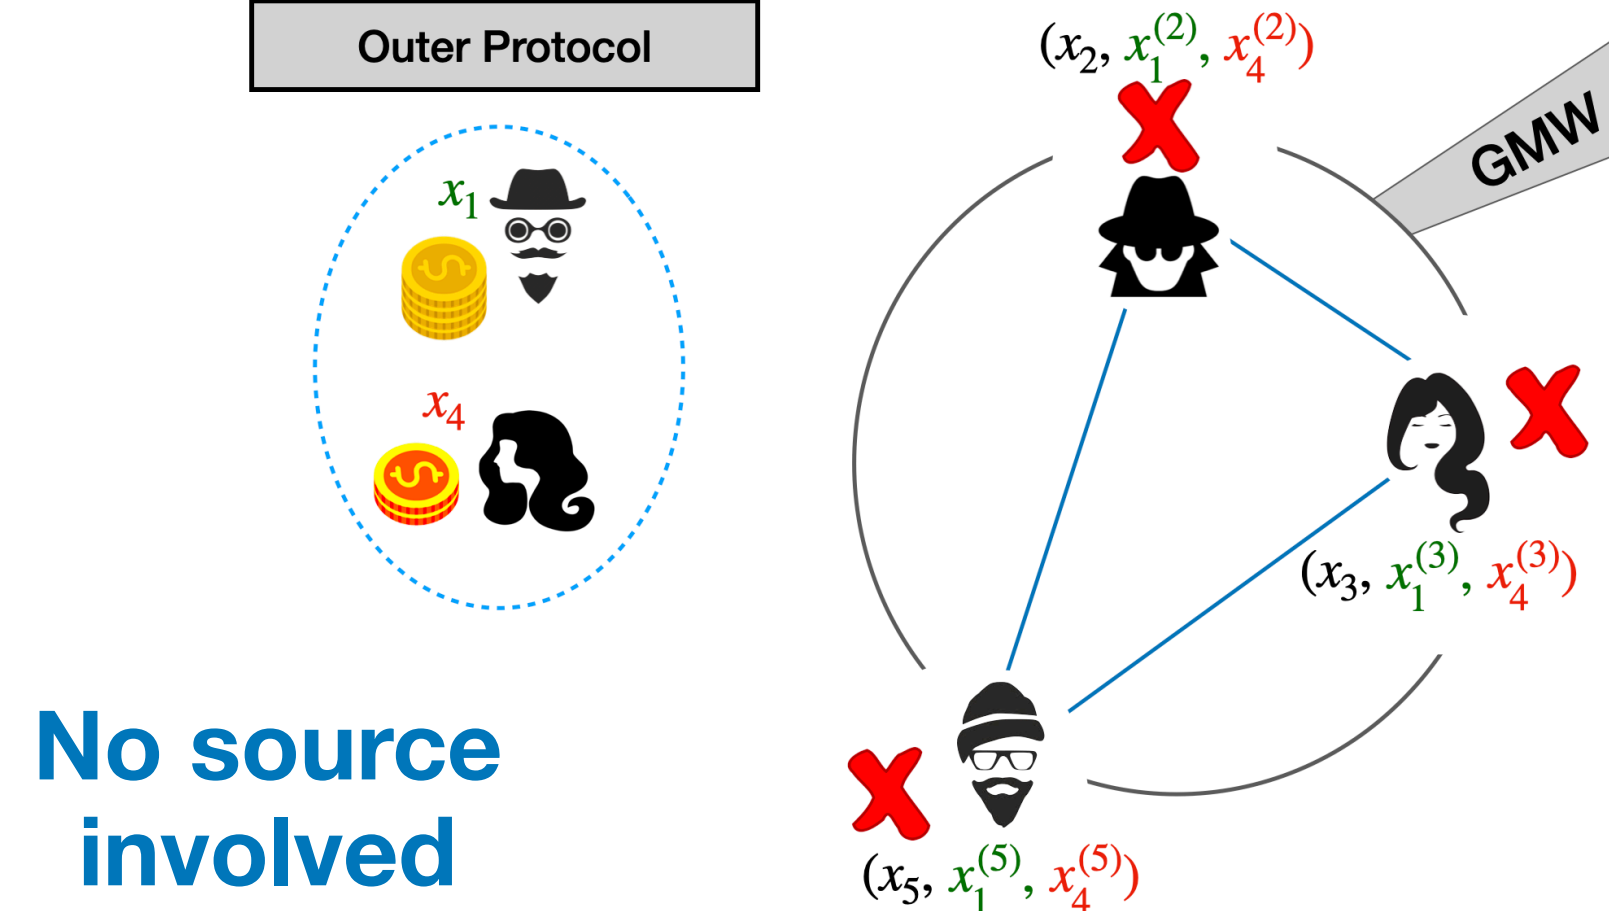 Outer Protocol
(x₂, x₁⁽²⁾, x₄⁽²⁾)
GMW
x₁
x₄
(x₃, x₁⁽³⁾, x₄⁽³⁾)
No source
involved
(x₅, x₁⁽⁵⁾, x₄⁽⁵⁾)